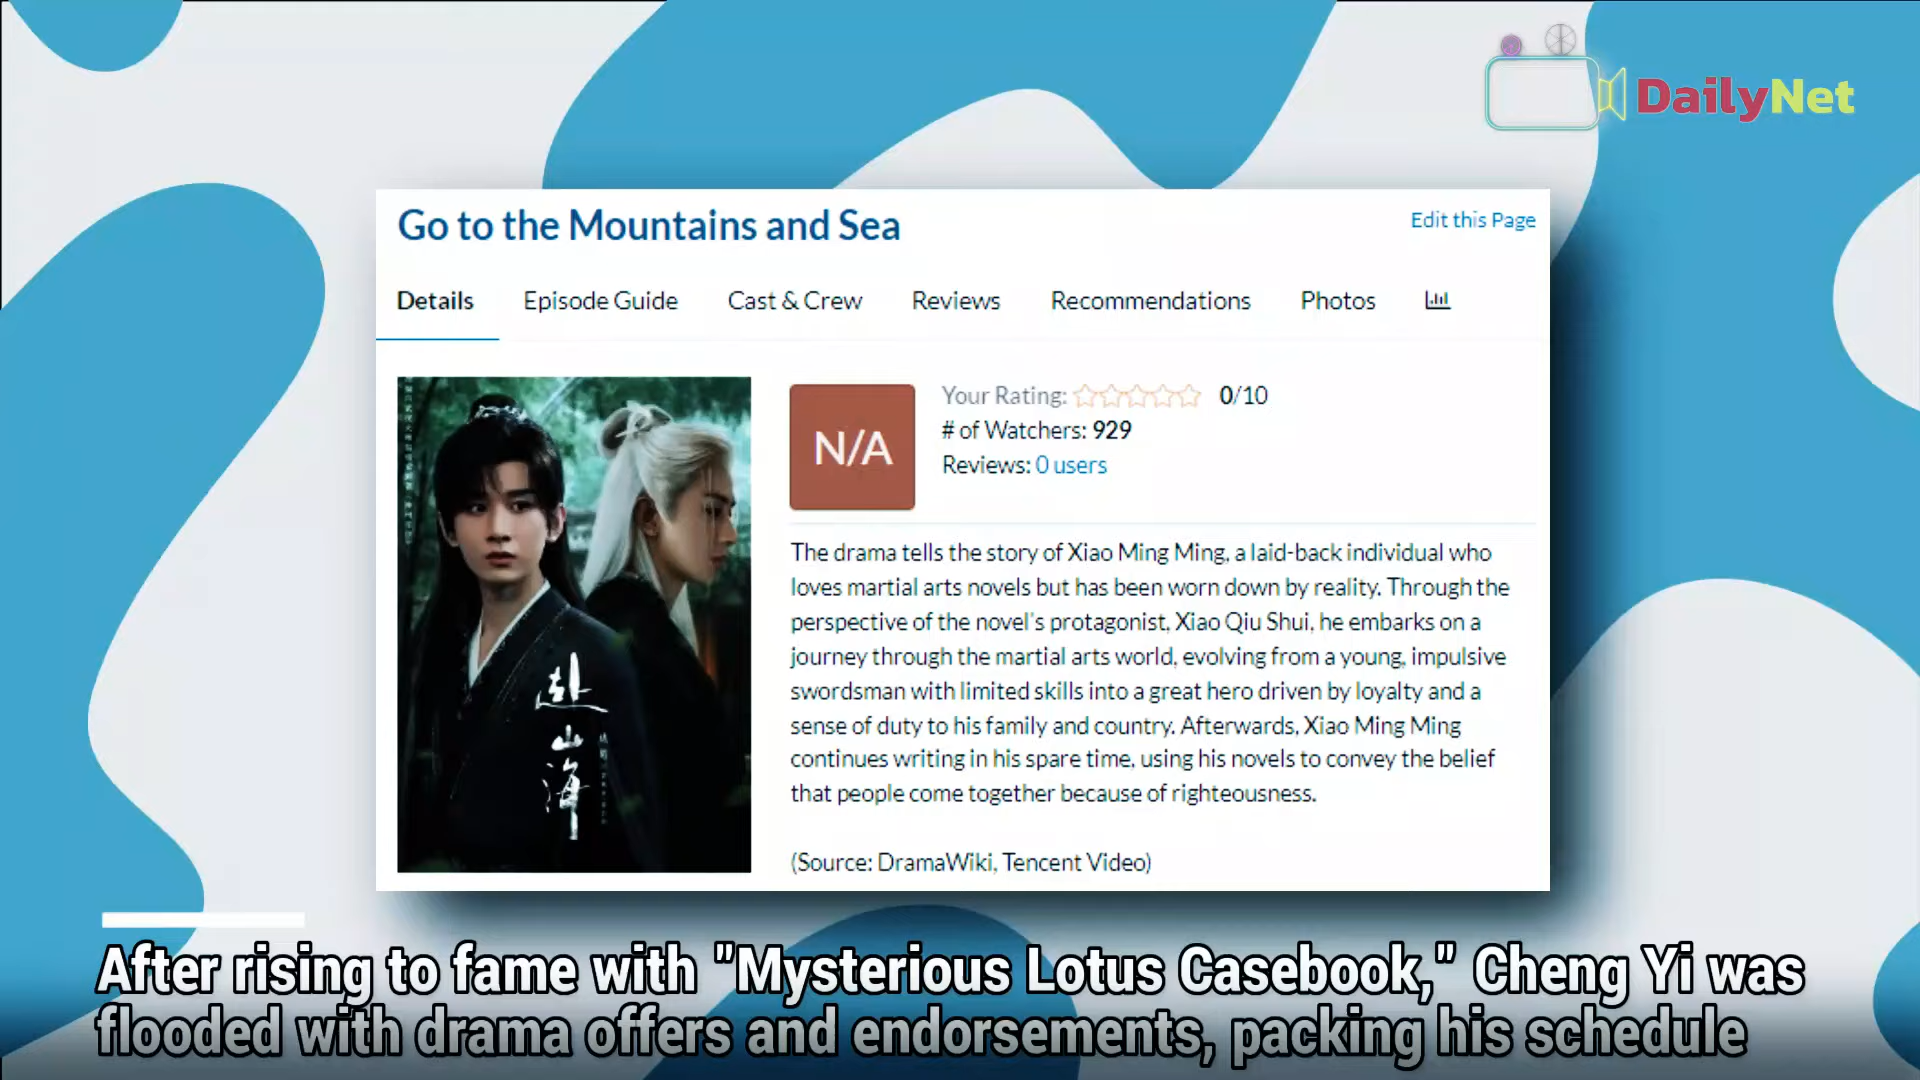 DailyNet
Go to the Mountains and Sea
Edit this Page
Details Episode Guide Cast & Crew Reviews Recommendations Photos
N/A
Your Rating: 0/10
# of Watchers: 929
Reviews: 0 users
The drama tells the story of Xiao Ming Ming, a laid-back individual who
loves martial arts novels but has been worn down by reality. Through the
perspective of the novel's protagonist, Xiao Qiu Shui, he embarks on a
journey through the martial arts world, evolving from a young, impulsive
swordsman with limited skills into a great hero driven by loyalty and a
sense of duty to his family and country. Afterwards, Xiao Ming Ming
continues writing in his spare time, using his novels to convey the belief
that people come together because of righteousness.
(Source: DramaWiki, Tencent Video)
赴山海
After rising to fame with "Mysterious Lotus Casebook," Cheng Yi was
flooded with drama offers and endorsements, packing his schedule